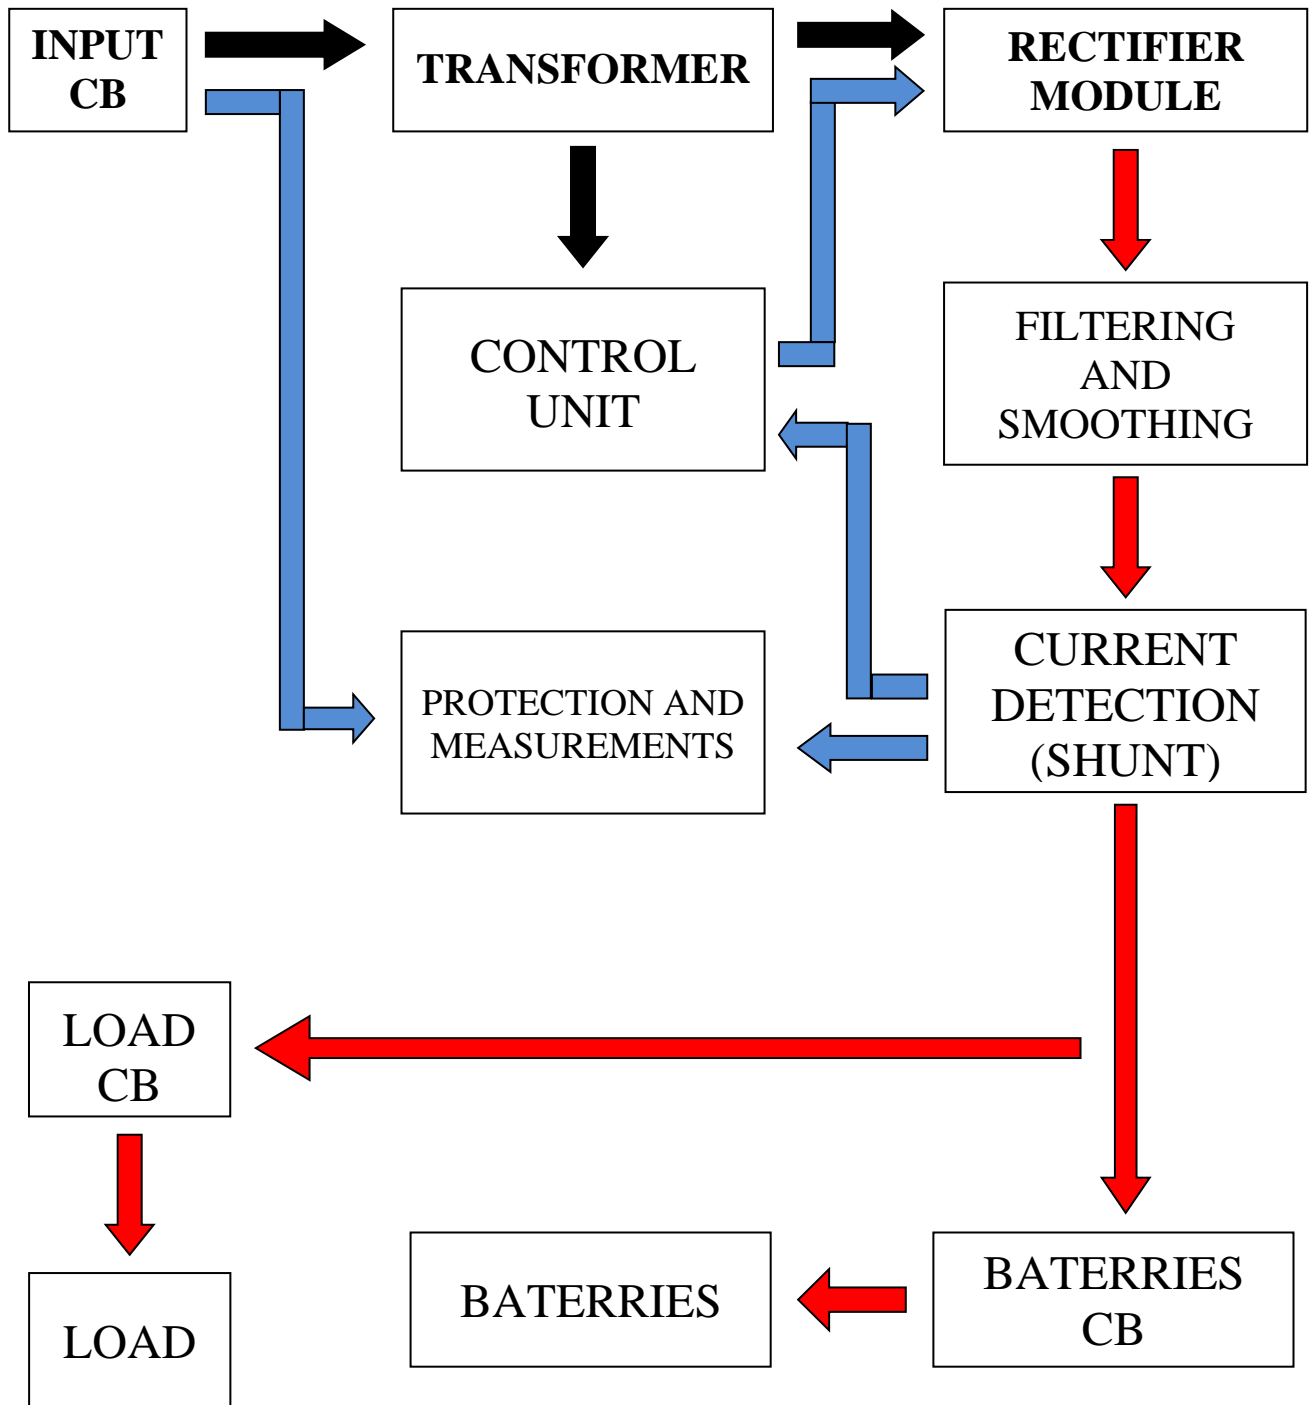 INPUT
CB
TRANSFORMER
RECTIFIER
MODULE
CONTROL
UNIT
FILTERING
AND
SMOOTHING
PROTECTION AND
MEASUREMENTS
CURRENT
DETECTION
(SHUNT)
LOAD
CB
LOAD
BATERRIES
BATERRIES
CB